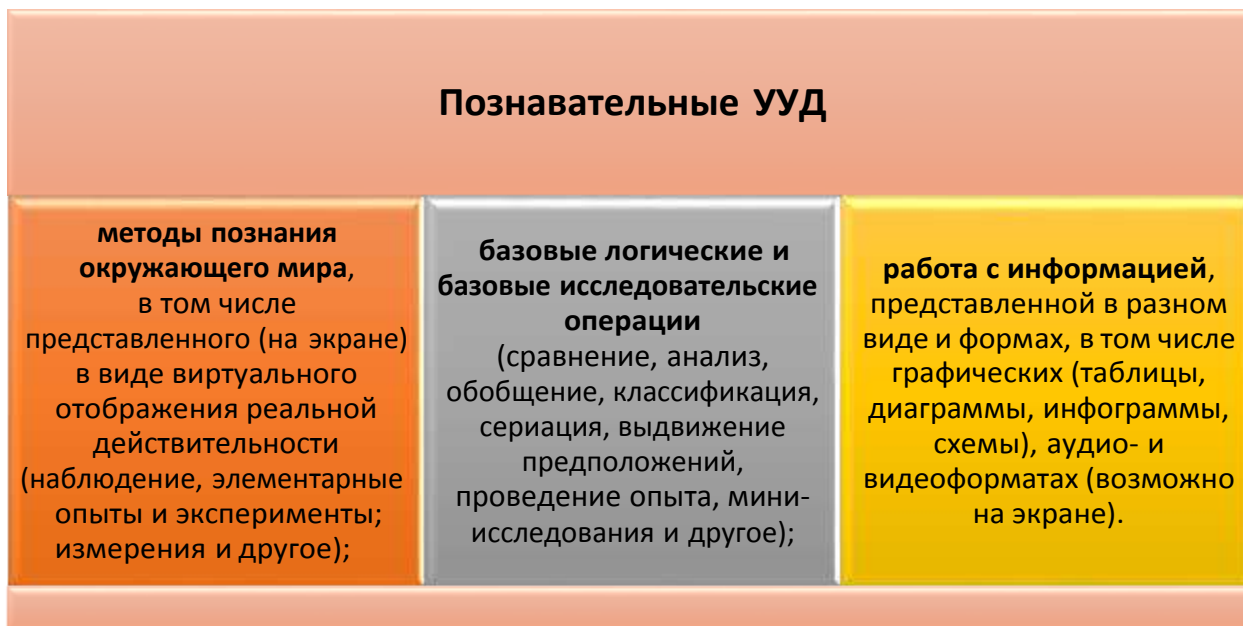 Познавательные УУД
методы познания
окружающего мира,
в том числе
представленного (на экране)
в виде виртуального
отображения реальной
действительности
(наблюдение, элементарные
опыты и эксперименты;
измерения и другое);
базовые логические и
базовые исследовательские
операции
(сравнение, анализ,
обобщение, классификация,
сериация, выдвижение
предположений,
проведение опыта, мини-
исследования и другое);
работа с информацией,
представленной в разном
виде и формах, в том числе
графических (таблицы,
диаграммы, инфограммы,
схемы), аудио- и
видеоформатах (возможно
на экране).